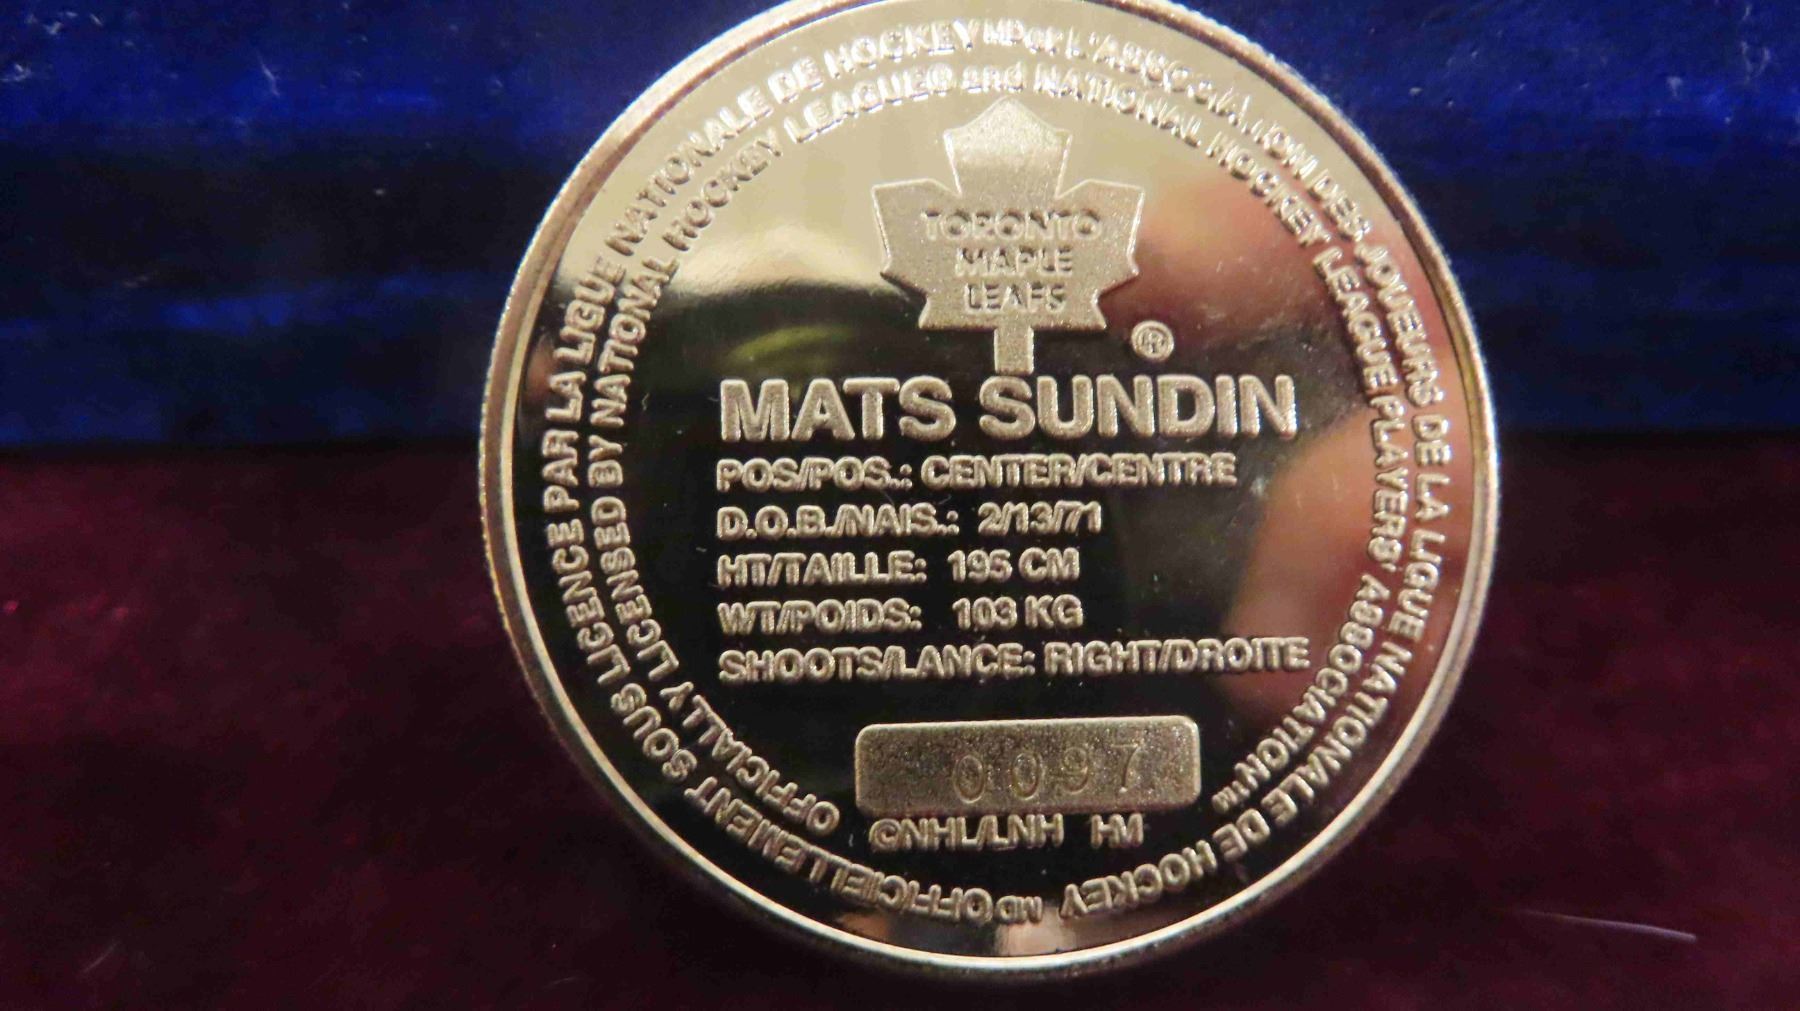 OFFICIELLEMENT SOUS LICENCE PAR LA LIGUE NATIONALE DE HOCKEY MD et L'ASSOCIATION DES JOUEURS DE LA LIGUE NATIONALE DE HOCKEY MD
OFFICIALLY LICENSED BY NATIONAL HOCKEY LEAGUE® and NATIONAL HOCKEY LEAGUE PLAYERS' ASSOCIATION™
TORONTO
MAPLE
LEAFS
®
MATS SUNDIN
POS/POS.: CENTER/CENTRE
D.O.B./NAIS.: 2/13/71
HT/TAILLE: 195 CM
WT/POIDS: 103 KG
SHOOTS/LANCE: RIGHT/DROITE
0097
©NHL/LNH HM